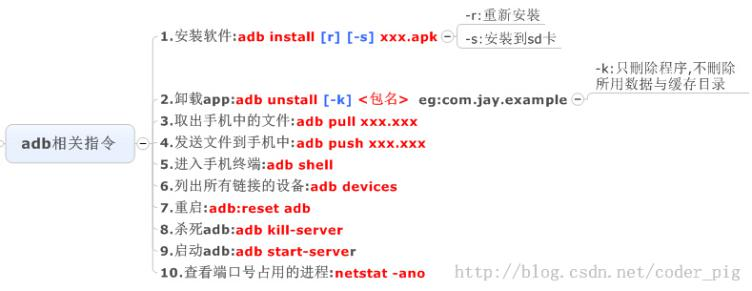 adb相关指令
1.安装软件:adb install [r] [-s] xxx.apk
-r:重新安裝
-s:安裝到sd卡
2.卸载app:adb unstall [-k] <包名> eg:com.jay.example
-k:只刪除程序,不刪除
所用数据与缓存目录
3.取出手机中的文件:adb pull xxx.xxx
4.发送文件到手机中:adb push xxx.xxx
5.进入手机终端:adb shell
6.列出所有链接的设备:adb devices
7.重启:adb:reset adb
8.杀死adb:adb kill-server
9.启动adb:adb start-server
10.查看端口号占用的进程:netstat -ano
http://blog.csdn.net/coder_pig